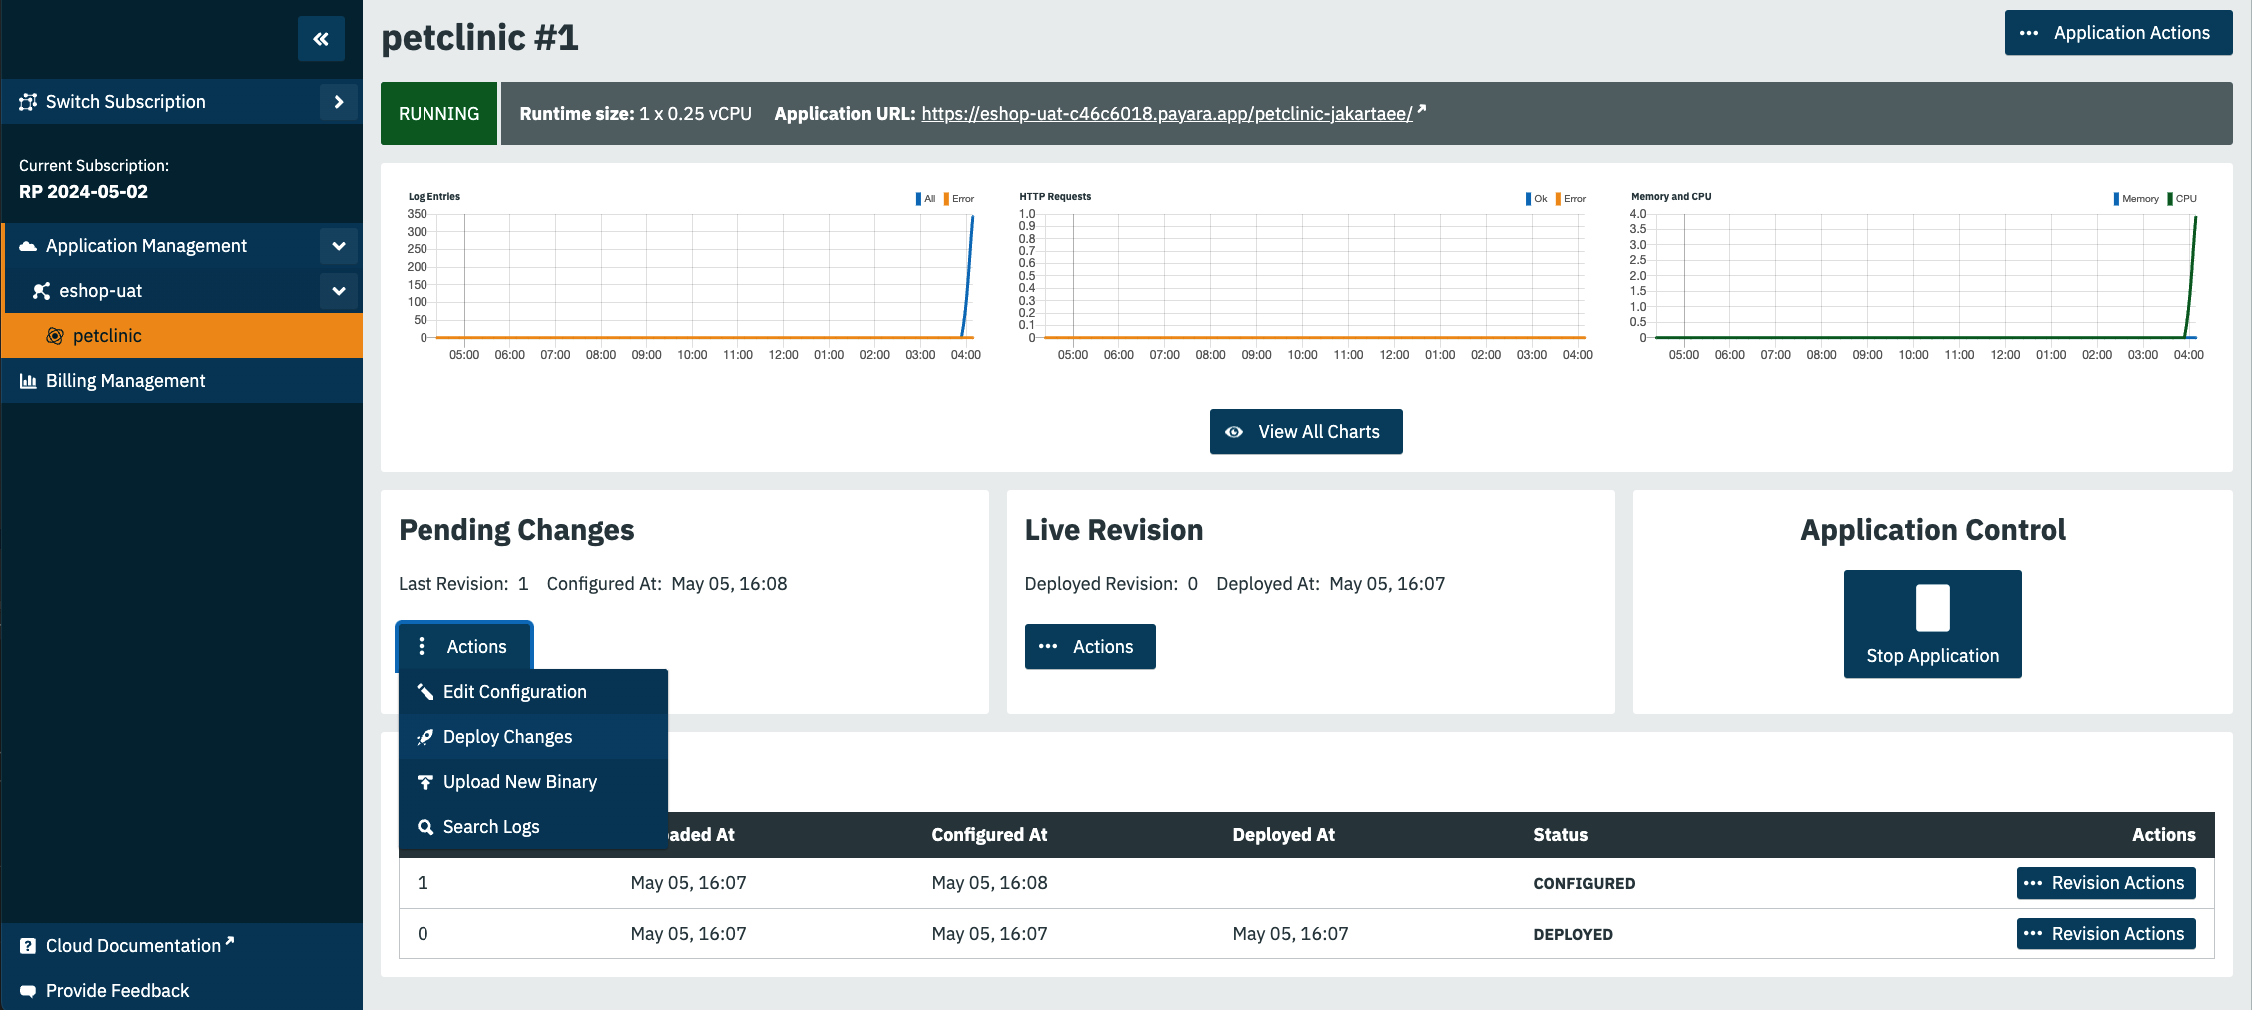 petclinic #1
Application Actions
Switch Subscription
Current Subscription:
RP 2024-05-02
Application Management
eshop-uat
petclinic
Billing Management
Cloud Documentation
Provide Feedback
RUNNING
Runtime size: 1 x 0.25 vCPU Application URL: https://eshop-uat-c46c6018.payara.app/petclinic-jakartaee/
Log Entries
All Error
350
300
250
200
150
100
50
0
05:00 06:00 07:00 08:00 09:00 10:00 11:00 12:00 01:00 02:00 03:00 04:00
HTTP Requests
Ok Error
1.0
0.9
0.8
0.7
0.6
0.5
0.4
0.3
0.2
0.1
0
05:00 06:00 07:00 08:00 09:00 10:00 11:00 12:00 01:00 02:00 03:00 04:00
Memory and CPU
Memory CPU
4.0
3.5
3.0
2.5
2.0
1.5
1.0
0.5
0
05:00 06:00 07:00 08:00 09:00 10:00 11:00 12:00 01:00 02:00 03:00 04:00
View All Charts
Pending Changes
Last Revision: 1 Configured At: May 05, 16:08
Actions
Edit Configuration
Deploy Changes
Upload New Binary
Search Logs
Live Revision
Deployed Revision: 0 Deployed At: May 05, 16:07
Actions
Application Control
Stop Application
aded At Configured At Deployed At Status Actions
1 May 05, 16:07 May 05, 16:08 CONFIGURED Revision Actions
0 May 05, 16:07 May 05, 16:07 May 05, 16:07 DEPLOYED Revision Actions